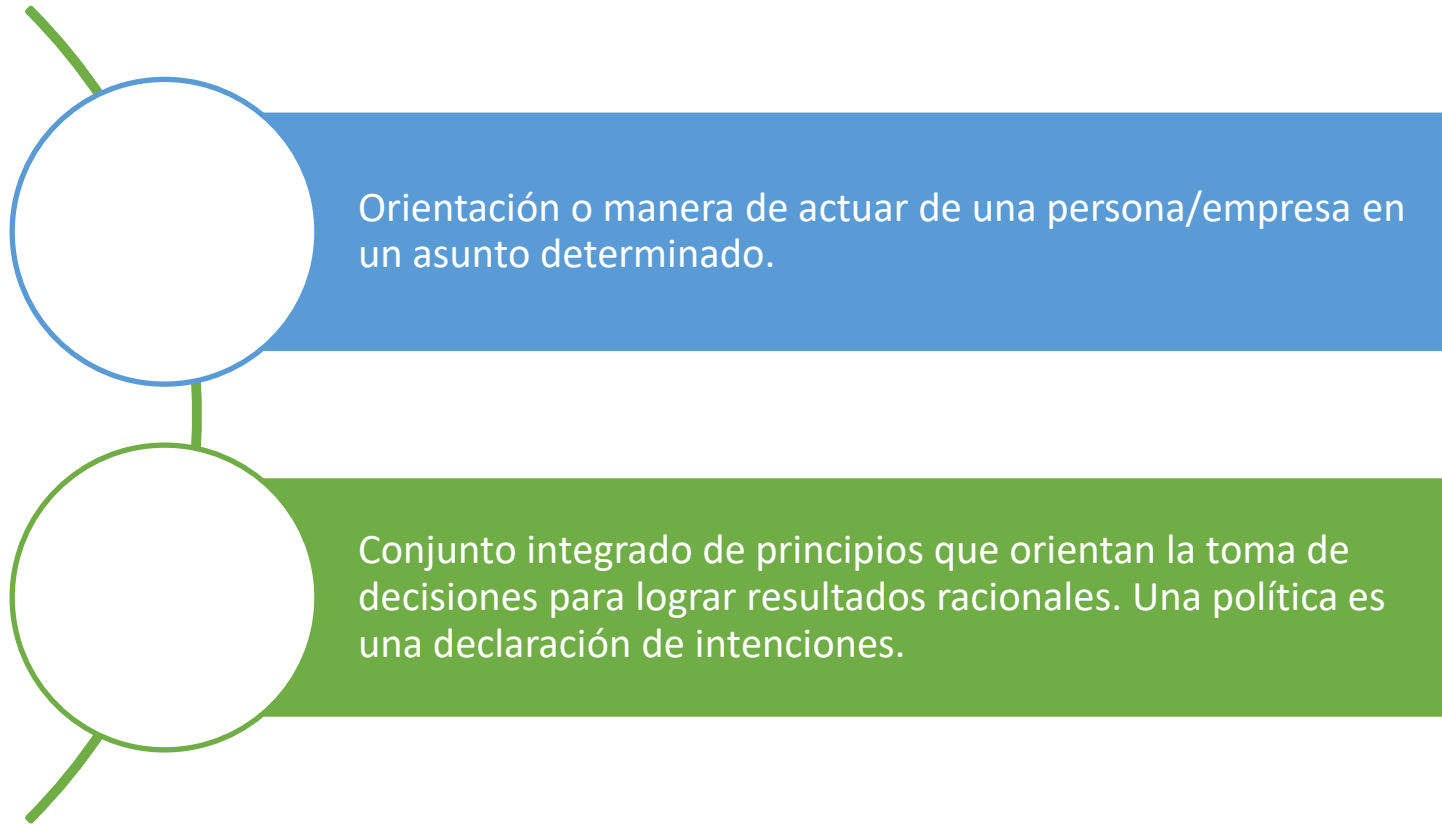 Orientación o manera de actuar de una persona/empresa en
un asunto determinado.
Conjunto integrado de principios que orientan la toma de
decisiones para lograr resultados racionales. Una política es
una declaración de intenciones.